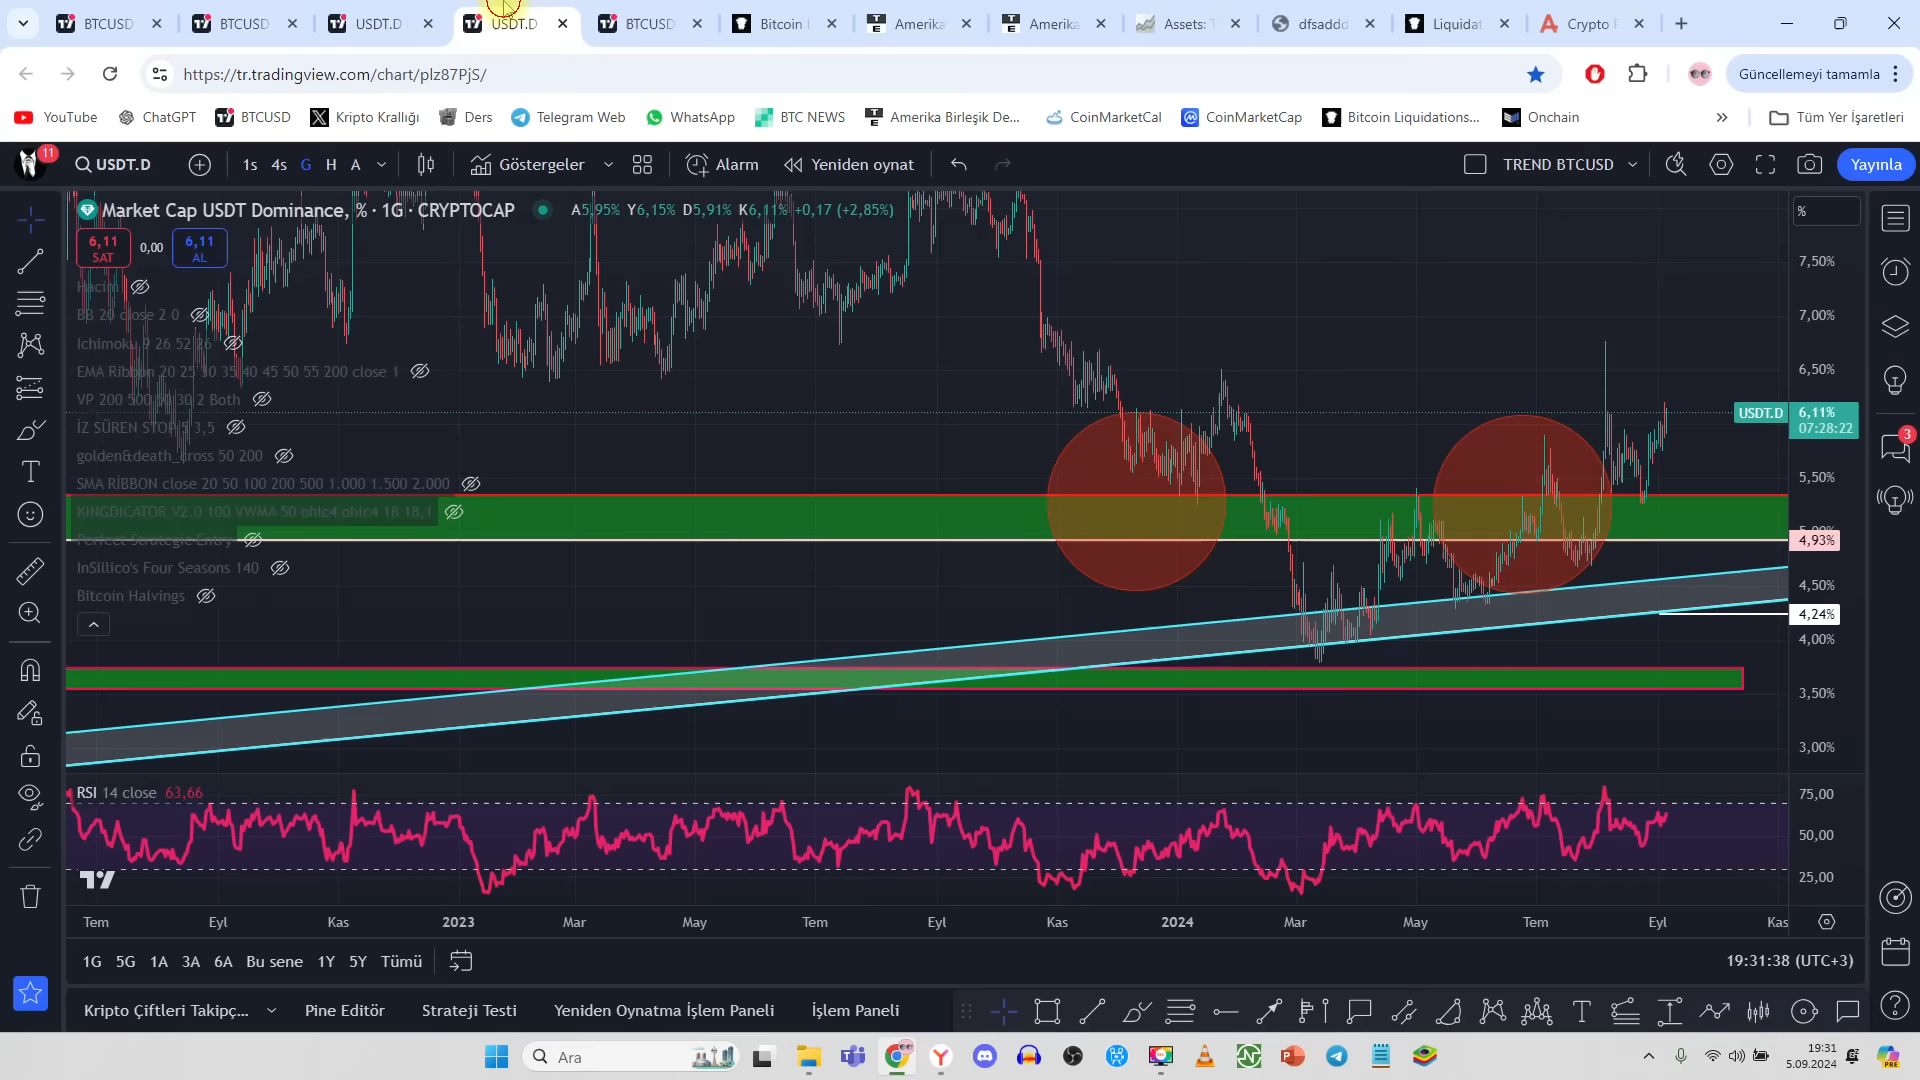 BTCUSD
BTCUSD
USDT.D
USDT.D
BTCUSD
Bitcoin L
Amerika
Amerika
Assets: T
dfsaddd
Liquidat
Crypto F
https://tr.tradingview.com/chart/plz87PjS/
Güncellemeyi tamamla
YouTube
ChatGPT
BTCUSD
Kripto Krallığı
Ders
Telegram Web
WhatsApp
BTC NEWS
Amerika Birleşik De...
CoinMarketCal
CoinMarketCap
Bitcoin Liquidations...
Onchain
Tüm Yer İşaretleri
11
USDT.D
1s
4s
G
H
A
Göstergeler
Alarm
Yeniden oynat
TREND BTCUSD
Yayınla
Market Cap USDT Dominance, % · 1G · CRYPTOCAP
A5,95% Y6,15% D5,91% K6,11% +0,17 (+2,85%)
6,11
SAT
0,00
6,11
AL
Hacim
BB 20 close 2 0
Ichimoku 9 26 52 26
EMA Ribbon 20 25 30 35 40 45 50 55 200 close 1
VP 200 500 50 30 2 Both
İZ SÜREN STOP 5 3,5
golden&death_cross 50 200
SMA RİBBON close 20 50 100 200 500 1.000 1.500 2.000
KINGDICATOR V2.0 100 VWMA 50 ohlc4 ohlc4 18 18,1
Perfect Strategic Entry
InSillico's Four Seasons 140
Bitcoin Halvings
%
7,50%
7,00%
6,50%
USDT.D
6,11%
07:28:22
5,50%
5,00%
4,93%
4,50%
4,24%
4,00%
3,50%
3,00%
3
RSI 14 close 63,66
75,00
50,00
25,00
Tem
Eyl
Kas
2023
Mar
May
Tem
Eyl
Kas
2024
Mar
May
Tem
Eyl
Kas
1G
5G
1A
3A
6A
Bu sene
1Y
5Y
Tümü
19:31:38 (UTC+3)
Kripto Çiftleri Takipç...
Pine Editör
Strateji Testi
Yeniden Oynatma İşlem Paneli
İşlem Paneli
Ara
19:31
5.09.2024
PRE